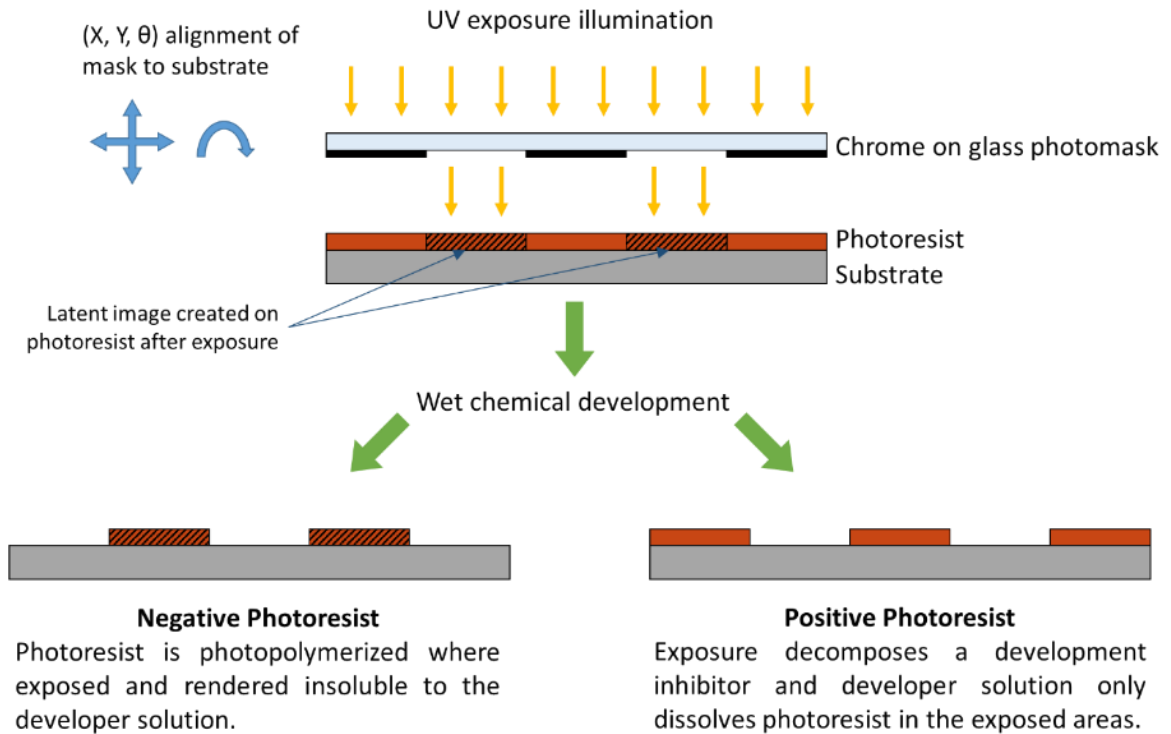 UV exposure illumination
(X, Y, θ) alignment of
mask to substrate
Chrome on glass photomask
Photoresist
Substrate
Latent image created on
photoresist after exposure
Wet chemical development
Negative Photoresist
Photoresist is photopolymerized where
exposed and rendered insoluble to the
developer solution.
Positive Photoresist
Exposure decomposes a development
inhibitor and developer solution only
dissolves photoresist in the exposed areas.